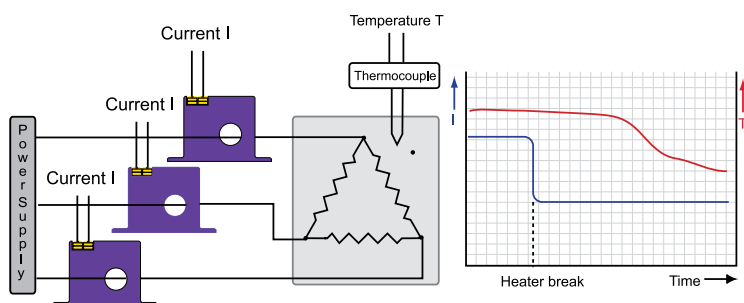 Temperature T
Current I
Thermocouple
Current I
Power Supply
Current I
I
T
Heater break
Time